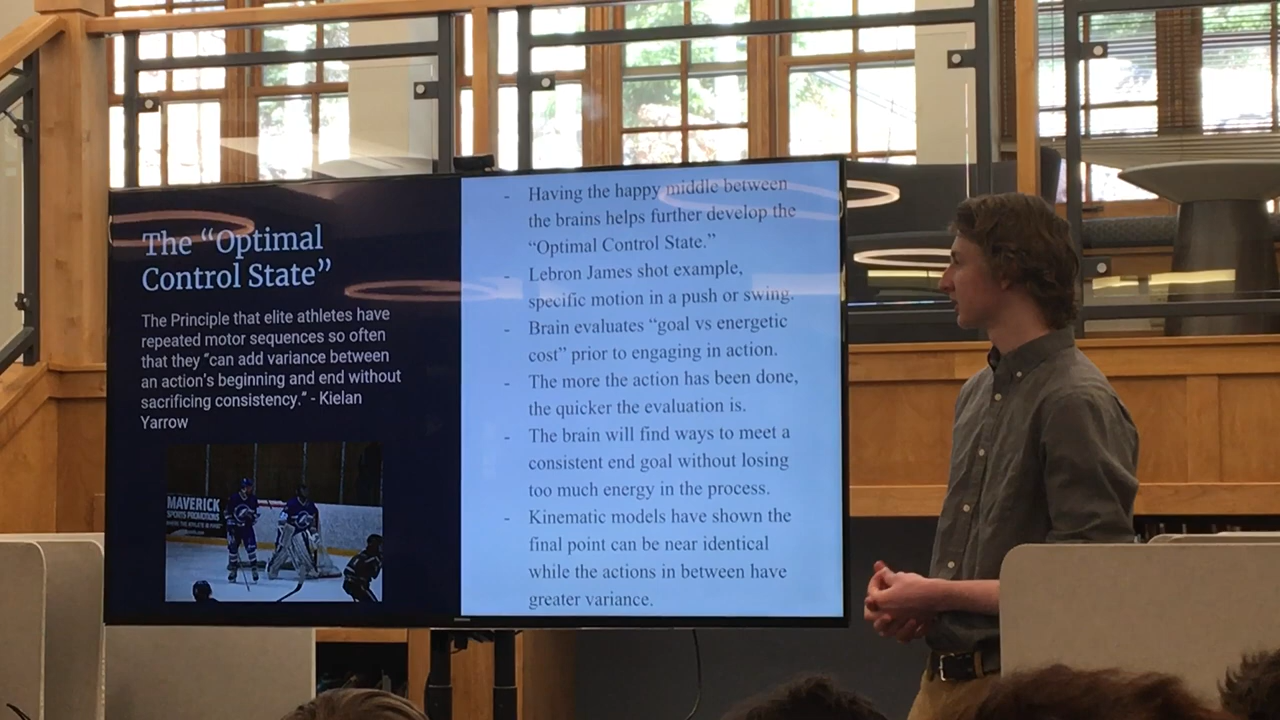 The “Optimal
Control State”
The Principle that elite athletes have
repeated motor sequences so often
that they “can add variance between
an action's beginning and end without
sacrificing consistency.” - Kielan
Yarrow
MAVERICK
SPORTS PROMOTIONS
- Having the happy middle between
the brains helps further develop the
“Optimal Control State.”
- Lebron James shot example,
specific motion in a push or swing.
- Brain evaluates “goal vs energetic
cost” prior to engaging in action.
- The more the action has been done,
the quicker the evaluation is.
- The brain will find ways to meet a
consistent end goal without losing
too much energy in the process.
- Kinematic models have shown the
final point can be near identical
while the actions in between have
greater variance.